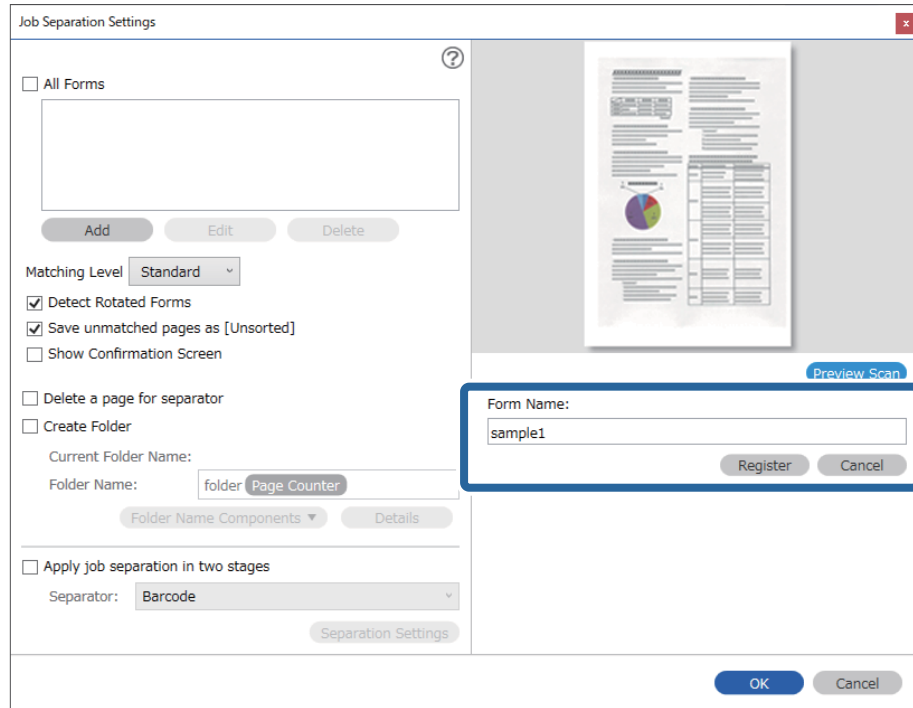 Job Separation Settings
x
?
All Forms
Add Edit Delete
Matching Level Standard
Detect Rotated Forms
Save unmatched pages as [Unsorted]
Show Confirmation Screen
Delete a page for separator
Create Folder
Current Folder Name:
Folder Name: folder Page Counter
Folder Name Components ▼ Details
Apply job separation in two stages
Separator: Barcode
Separation Settings
Preview Scan
Form Name:
sample1
Register Cancel
OK Cancel